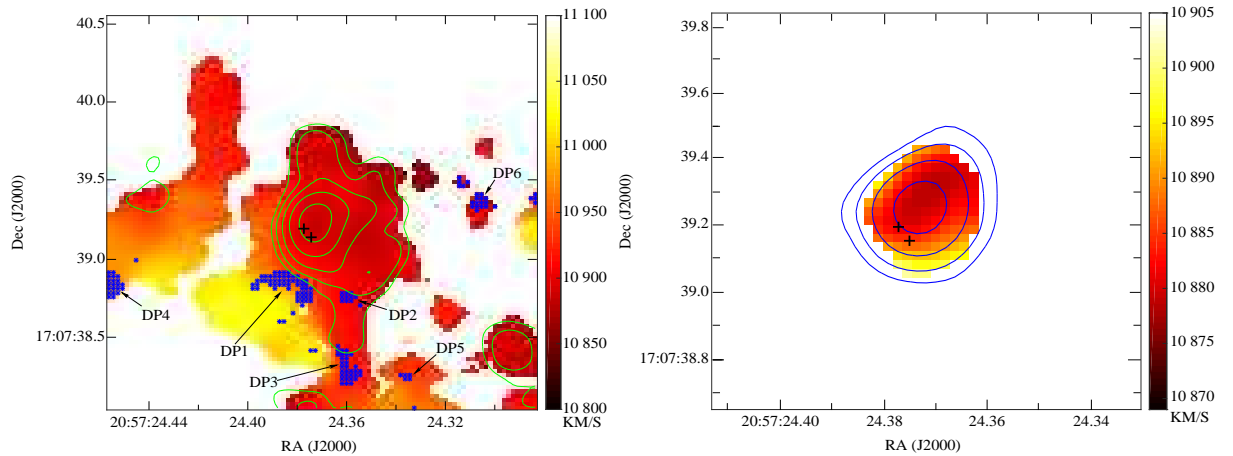 40.5
40.0
39.5
39.0
17:07:38.5
Dec (J2000)
20:57:24.44
24.40
24.36
24.32
RA (J2000)
DP6
DP4
DP1
DP2
DP3
DP5
11 100
11 050
11 000
10 950
10 900
10 850
10 800
KM/S
39.8
39.6
39.4
39.2
39.0
17:07:38.8
Dec (J2000)
20:57:24.40
24.38
24.36
24.34
RA (J2000)
10 905
10 900
10 895
10 890
10 885
10 880
10 875
10 870
KM/S